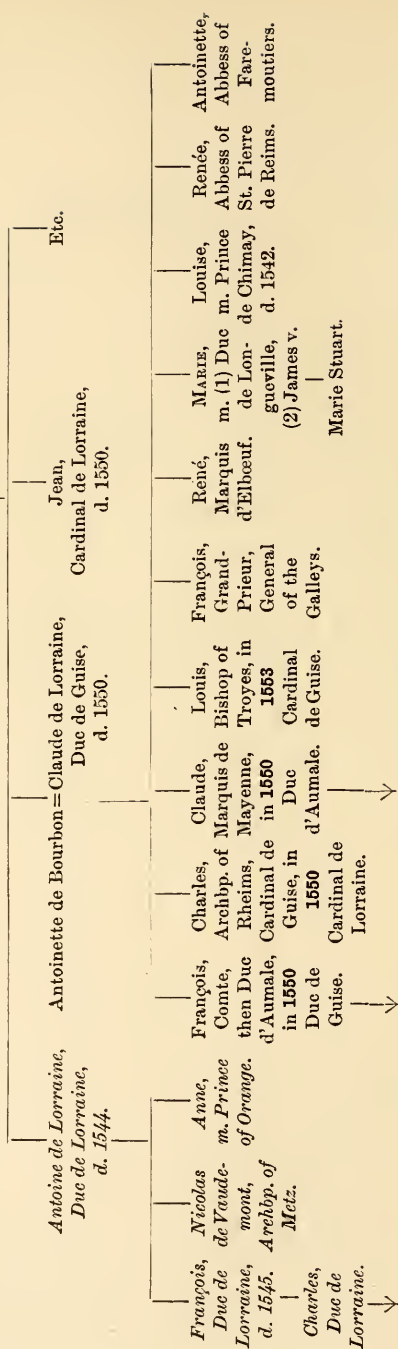 Antoine de Lorraine,
Duc de Lorraine,
d. 1544.
Antoinette de Bourbon=Claude de Lorraine,
Duc de Guise,
d. 1550.
Jean,
Cardinal de Lorraine,
d. 1550.
Etc.
François,
Duc de
Lorraine,
d. 1545.
Charles,
Duc de
Lorraine.
Nicolas
de Vaude-
mont,
Archbp. of
Metz.
Anne,
m. Prince
of Orange.
François,
Comte,
then Duc
d'Aumale,
in 1550
Duc de
Guise.
Charles,
Archbp. of
Rheims,
Cardinal de
Guise, in
1550
Cardinal de
Lorraine.
Claude,
Marquis de
Mayenne,
in 1550
Duc
d'Aumale.
Louis,
Bishop of
Troyes, in
1553
Cardinal
de Guise.
François,
Grand-
Prieur,
General
of the
Galleys.
René,
Marquis
d'Elbœuf.
MARIE,
m. (1) Duc
de Lon-
gueville,
(2) James v.
Marie Stuart.
Louise,
m. Prince
de Chimay,
d. 1542.
Renée,
Abbess of
St. Pierre
de Reims.
Antoinette,
Abbess of
Fare-
moutiers.